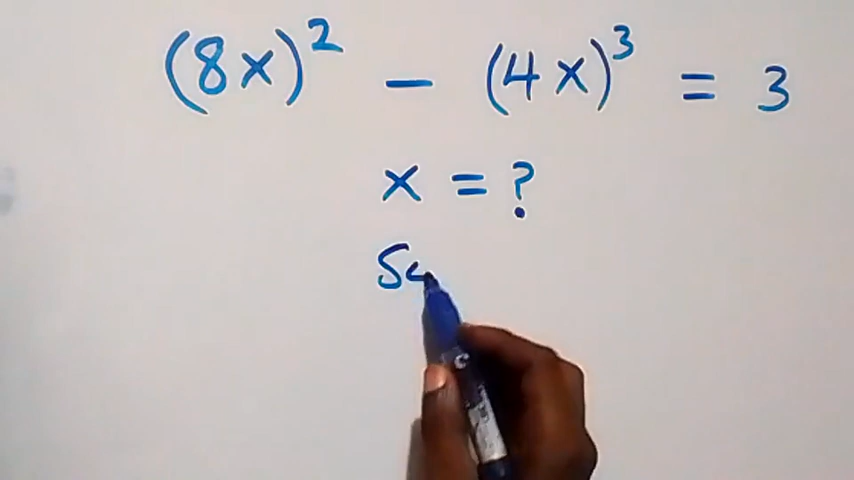 (8x)² - (4x)³ = 3
x = ?